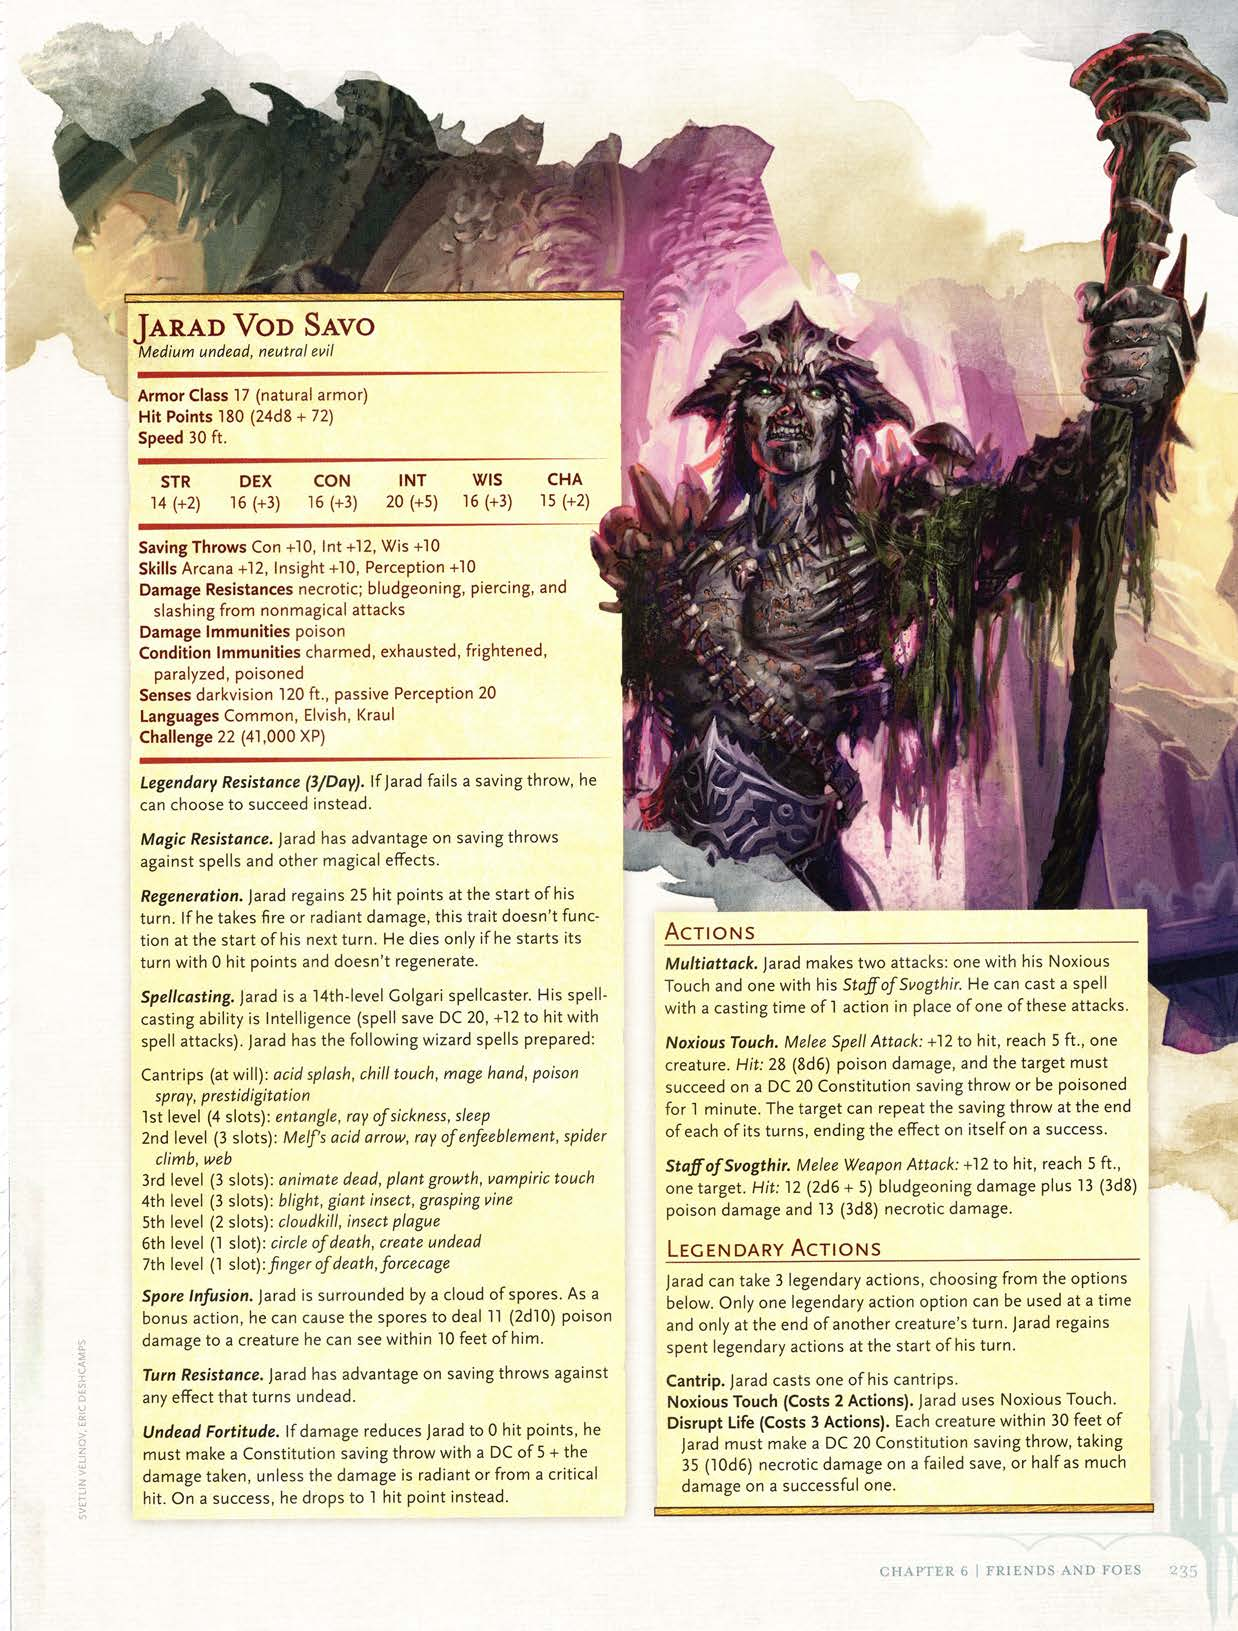 JARAD VOD SAVO
Medium undead, neutral evil
Armor Class 17 (natural armor)
Hit Points 180 (24d8 + 72)
Speed 30 ft.
STR DEX CON INT WIS CHA
14 (+2) 16 (+3) 16 (+3) 20 (+5) 16 (+3) 15 (+2)
Saving Throws Con +10, Int +12, Wis +10
Skills Arcana +12, Insight +10, Perception +10
Damage Resistances necrotic; bludgeoning, piercing, and
slashing from nonmagical attacks
Damage Immunities poison
Condition Immunities charmed, exhausted, frightened,
paralyzed, poisoned
Senses darkvision 120 ft., passive Perception 20
Languages Common, Elvish, Kraul
Challenge 22 (41,000 XP)
Legendary Resistance (3/Day). If Jarad fails a saving throw, he
can choose to succeed instead.
Magic Resistance. Jarad has advantage on saving throws
against spells and other magical effects.
Regeneration. Jarad regains 25 hit points at the start of his
turn. If he takes fire or radiant damage, this trait doesn't func-
tion at the start of his next turn. He dies only if he starts its
turn with 0 hit points and doesn't regenerate.
Spellcasting. Jarad is a 14th-level Golgari spellcaster. His spell-
casting ability is Intelligence (spell save DC 20, +12 to hit with
spell attacks). Jarad has the following wizard spells prepared:
Cantrips (at will): acid splash, chill touch, mage hand, poison
spray, prestidigitation
1st level (4 slots): entangle, ray of sickness, sleep
2nd level (3 slots): Melf's acid arrow, ray of enfeeblement, spider
climb, web
3rd level (3 slots): animate dead, plant growth, vampiric touch
4th level (3 slots): blight, giant insect, grasping vine
5th level (2 slots): cloudkill, insect plague
6th level (1 slot): circle of death, create undead
7th level (1 slot): finger of death, forcecage
Spore Infusion. Jarad is surrounded by a cloud of spores. As a
bonus action, he can cause the spores to deal 11 (2d10) poison
damage to a creature he can see within 10 feet of him.
Turn Resistance. Jarad has advantage on saving throws against
any effect that turns undead.
Undead Fortitude. If damage reduces Jarad to 0 hit points, he
must make a Constitution saving throw with a DC of 5 + the
damage taken, unless the damage is radiant or from a critical
hit. On a success, he drops to 1 hit point instead.
ACTIONS
Multiattack. Jarad makes two attacks: one with his Noxious
Touch and one with his Staff of Svogthir. He can cast a spell
with a casting time of 1 action in place of one of these attacks.
Noxious Touch. Melee Spell Attack: +12 to hit, reach 5 ft., one
creature. Hit: 28 (8d6) poison damage, and the target must
succeed on a DC 20 Constitution saving throw or be poisoned
for 1 minute. The target can repeat the saving throw at the end
of each of its turns, ending the effect on itself on a success.
Staff of Svogthir. Melee Weapon Attack: +12 to hit, reach 5 ft.,
one target. Hit: 12 (2d6 + 5) bludgeoning damage plus 13 (3d8)
poison damage and 13 (3d8) necrotic damage.
LEGENDARY ACTIONS
Jarad can take 3 legendary actions, choosing from the options
below. Only one legendary action option can be used at a time
and only at the end of another creature's turn. Jarad regains
spent legendary actions at the start of his turn.
Cantrip. Jarad casts one of his cantrips.
Noxious Touch (Costs 2 Actions). Jarad uses Noxious Touch.
Disrupt Life (Costs 3 Actions). Each creature within 30 feet of
Jarad must make a DC 20 Constitution saving throw, taking
35 (10d6) necrotic damage on a failed save, or half as much
damage on a successful one.
SVETLIN VELINOV, ERIC DESHCAMPS
CHAPTER 6 | FRIENDS AND FOES 235